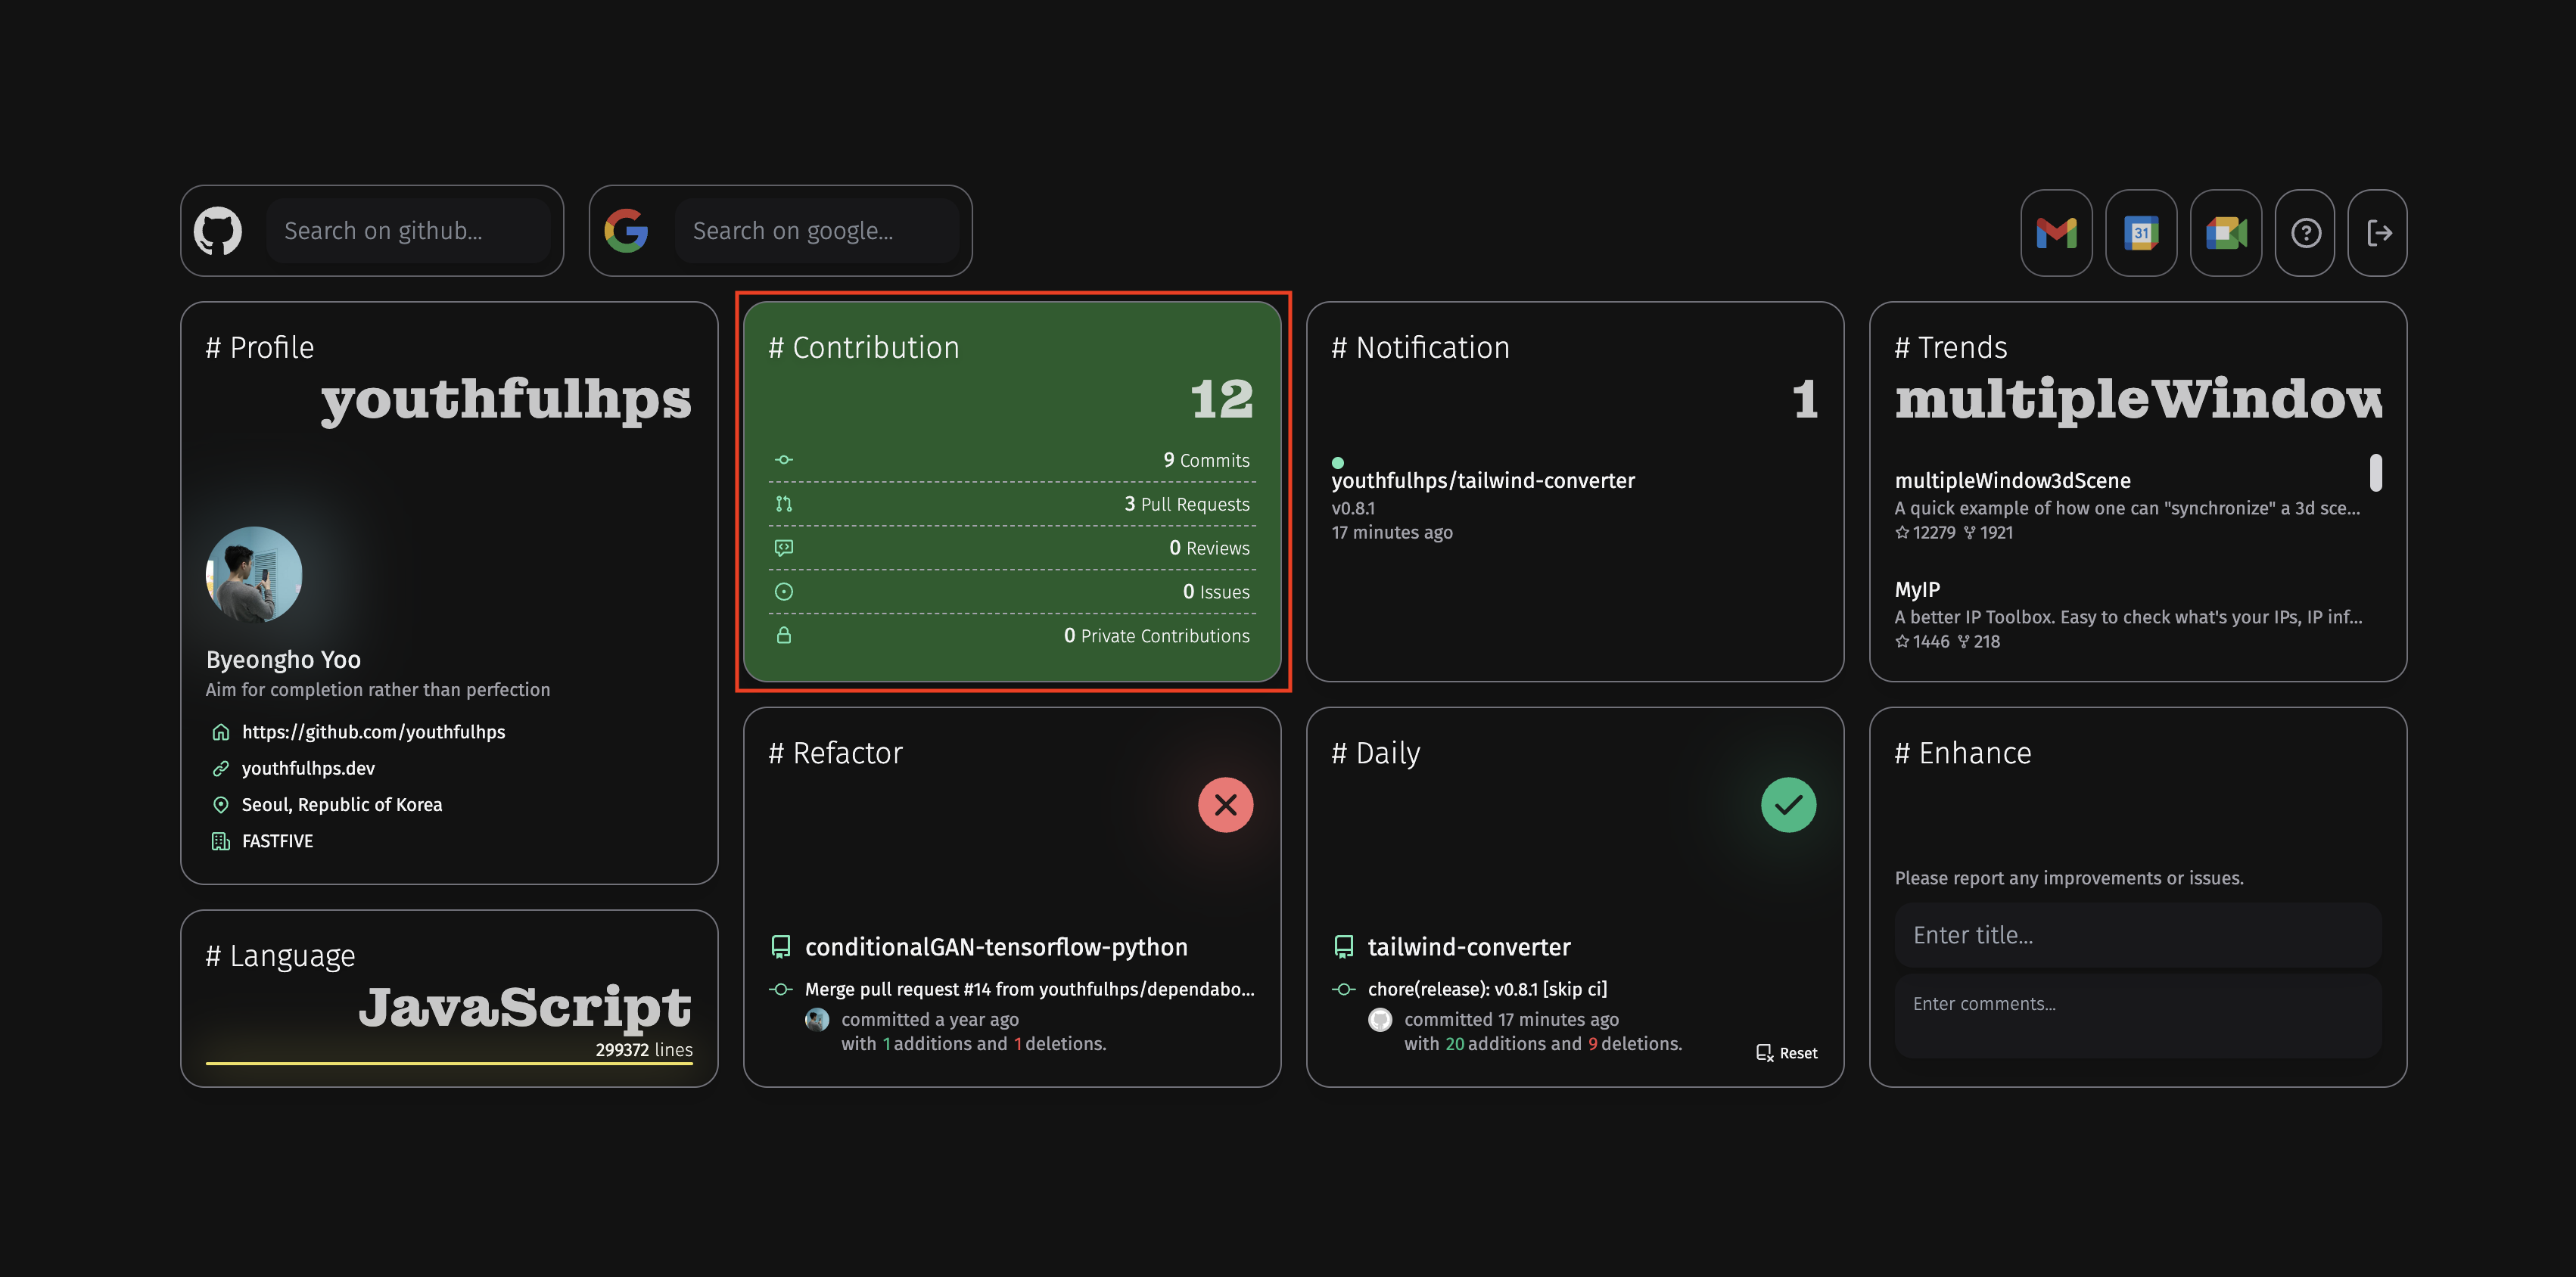 Search on github...
Search on google...
31
# Profile
youthfulhps
Byeongho Yoo
Aim for completion rather than perfection
https://github.com/youthfulhps
youthfulhps.dev
Seoul, Republic of Korea
FASTFIVE
# Language
JavaScript
299372 lines
# Contribution
12
9 Commits
3 Pull Requests
0 Reviews
0 Issues
0 Private Contributions
# Notification
1
youthfulhps/tailwind-converter
v0.8.1
17 minutes ago
# Trends
multipleWindow
multipleWindow3dScene
A quick example of how one can "synchronize" a 3d sce...
12279 1921
MyIP
A better IP Toolbox. Easy to check what's your IPs, IP inf...
1446 218
# Refactor
conditionalGAN-tensorflow-python
Merge pull request #14 from youthfulhps/dependabo...
committed a year ago
with 1 additions and 1 deletions.
# Daily
tailwind-converter
chore(release): v0.8.1 [skip ci]
committed 17 minutes ago
with 20 additions and 9 deletions.
Reset
# Enhance
Please report any improvements or issues.
Enter title...
Enter comments...